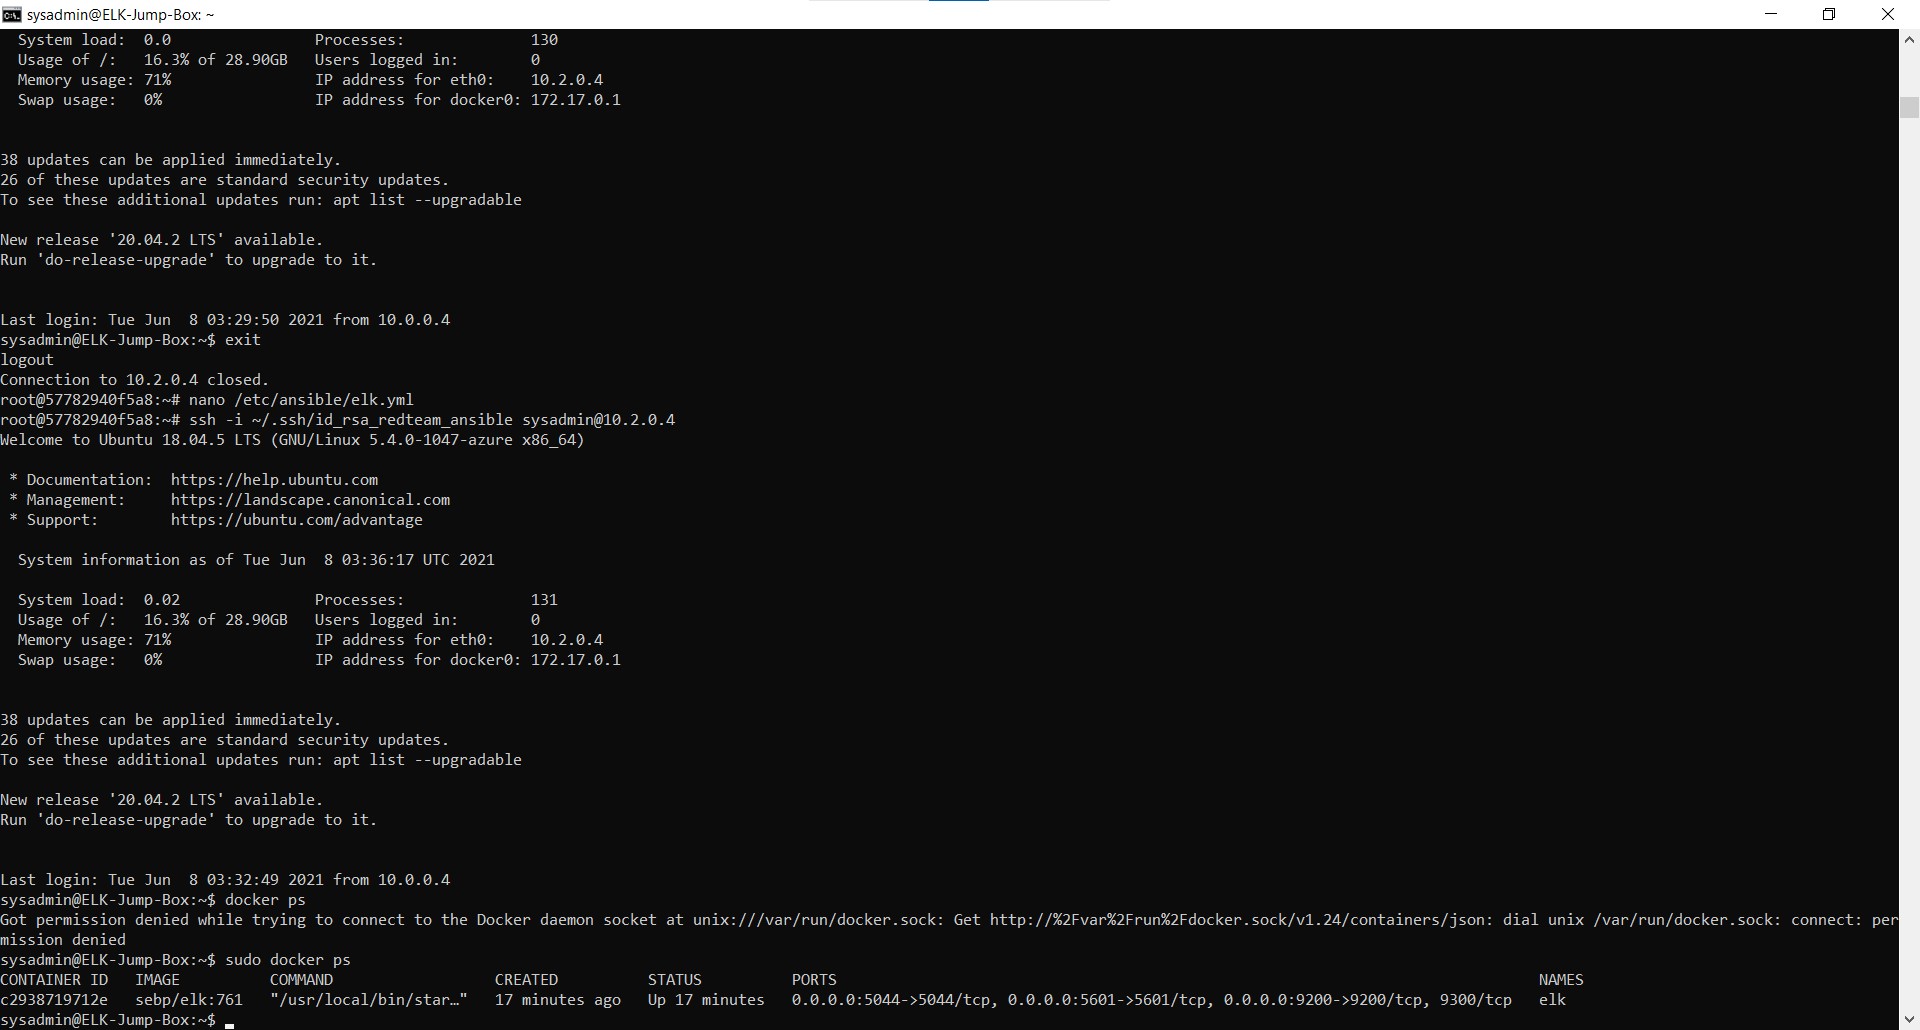 sysadmin@ELK-Jump-Box: ~
System load:  0.0                Processes:              130
Usage of /:   16.3% of 28.90GB   Users logged in:        0
Memory usage: 71%                IP address for eth0:    10.2.0.4
Swap usage:   0%                 IP address for docker0: 172.17.0.1
38 updates can be applied immediately.
26 of these updates are standard security updates.
To see these additional updates run: apt list --upgradable
New release '20.04.2 LTS' available.
Run 'do-release-upgrade' to upgrade to it.
Last login: Tue Jun  8 03:29:50 2021 from 10.0.0.4
sysadmin@ELK-Jump-Box:~$ exit
logout
Connection to 10.2.0.4 closed.
root@57782940f5a8:~# nano /etc/ansible/elk.yml
root@57782940f5a8:~# ssh -i ~/.ssh/id_rsa_redteam_ansible sysadmin@10.2.0.4
Welcome to Ubuntu 18.04.5 LTS (GNU/Linux 5.4.0-1047-azure x86_64)
* Documentation:  https://help.ubuntu.com
* Management:     https://landscape.canonical.com
* Support:        https://ubuntu.com/advantage
System information as of Tue Jun  8 03:36:17 UTC 2021
System load:  0.02               Processes:              131
Usage of /:   16.3% of 28.90GB   Users logged in:        0
Memory usage: 71%                IP address for eth0:    10.2.0.4
Swap usage:   0%                 IP address for docker0: 172.17.0.1
38 updates can be applied immediately.
26 of these updates are standard security updates.
To see these additional updates run: apt list --upgradable
New release '20.04.2 LTS' available.
Run 'do-release-upgrade' to upgrade to it.
Last login: Tue Jun  8 03:32:49 2021 from 10.0.0.4
sysadmin@ELK-Jump-Box:~$ docker ps
Got permission denied while trying to connect to the Docker daemon socket at unix:///var/run/docker.sock: Get http://%2Fvar%2Frun%2Fdocker.sock/v1.24/containers/json: dial unix /var/run/docker.sock: connect: per
mission denied
sysadmin@ELK-Jump-Box:~$ sudo docker ps
CONTAINER ID   IMAGE          COMMAND                  CREATED          STATUS          PORTS                                                                              NAMES
c2938719712e   sebp/elk:761   "/usr/local/bin/star…"   17 minutes ago   Up 17 minutes   0.0.0.0:5044->5044/tcp, 0.0.0.0:5601->5601/tcp, 0.0.0.0:9200->9200/tcp, 9300/tcp   elk
sysadmin@ELK-Jump-Box:~$